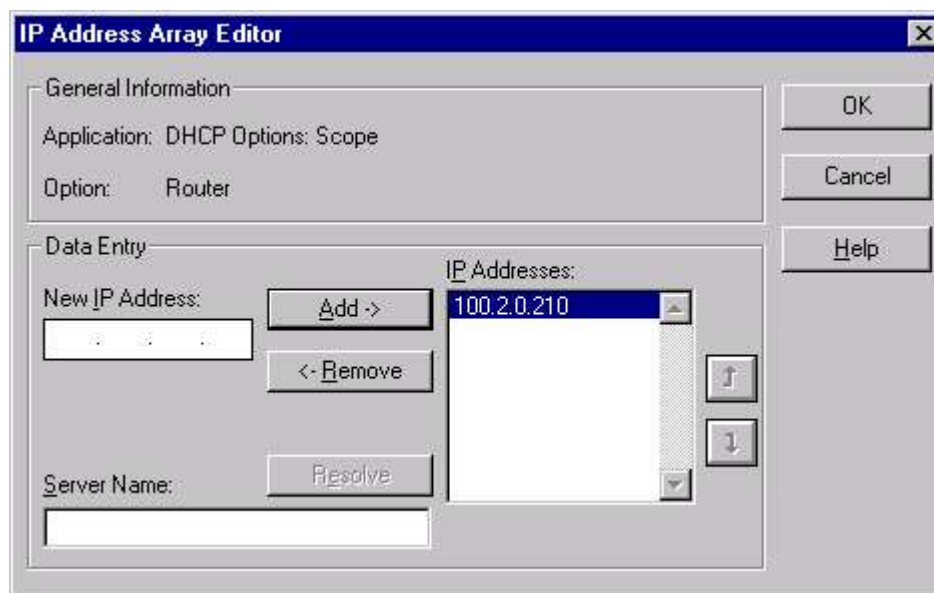 IP Address Array Editor
General Information
Application: DHCP Options: Scope
Option: Router
OK
Cancel
Help
Data Entry
New IP Address:
. . .
Add ->
<- Remove
IP Addresses:
100.2.0.210
Server Name:
Resolve